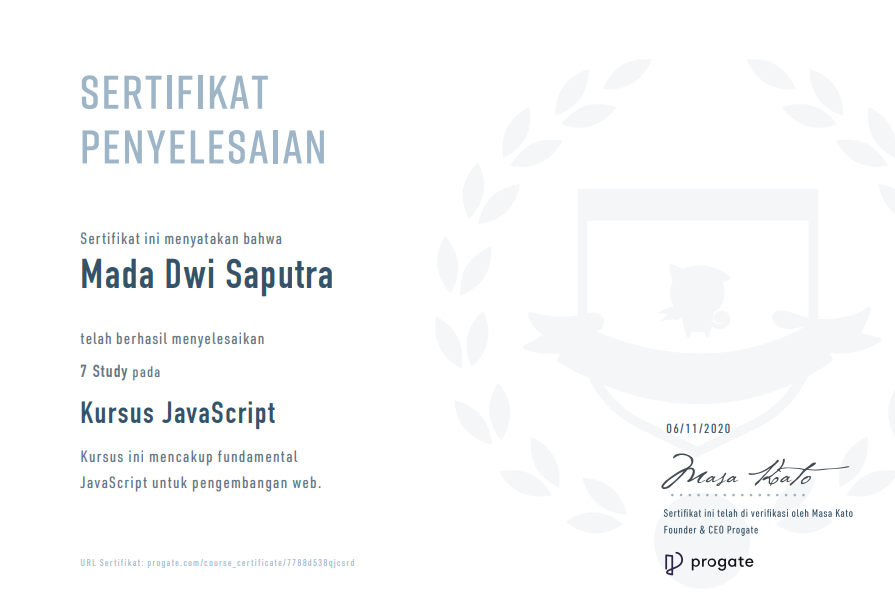 SERTIFIKAT
PENYELESAIAN
Sertifikat ini menyatakan bahwa
Mada Dwi Saputra
telah berhasil menyelesaikan
7 Study pada
Kursus JavaScript
Kursus ini mencakup fundamental
JavaScript untuk pengembangan web.
06/11/2020
Masa Kato
Sertifikat ini telah di verifikasi oleh Masa Kato
Founder & CEO Progate
URL Sertifikat: progate.com/course_certificate/7788d538qjcsrd
progate